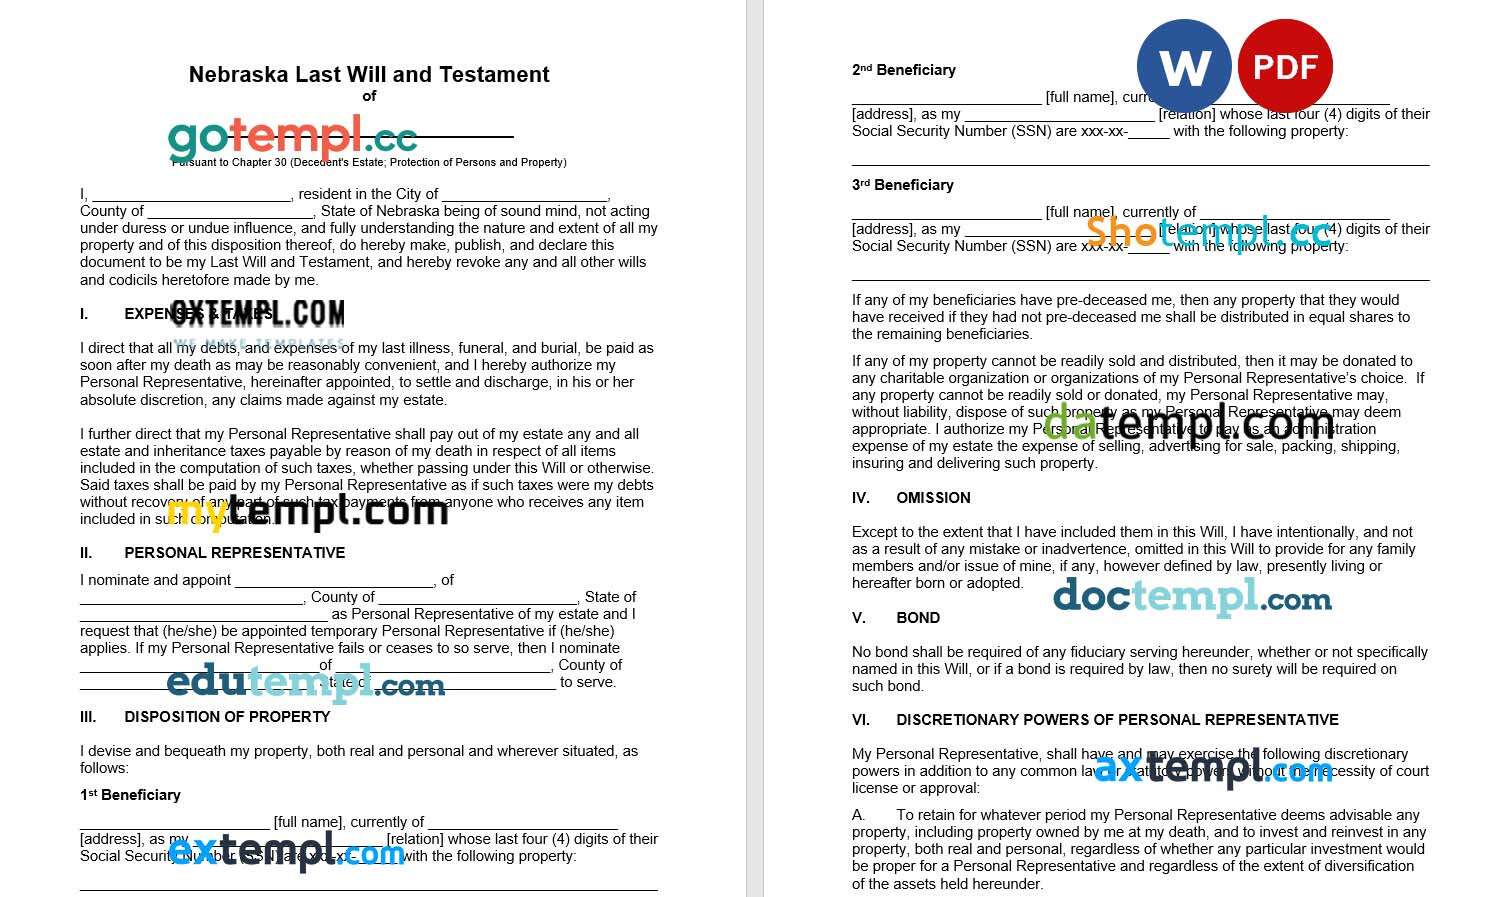 Nebraska Last Will and Testament
of
gotempl.cc
Pursuant to Chapter 30 (Decedent's Estate; Protection of Persons and Property)
I, ________________________, resident in the City of ____________________,
County of ____________________, State of Nebraska being of sound mind, not acting
under duress or undue influence, and fully understanding the nature and extent of all my
property and of this disposition thereof, do hereby make, publish, and declare this
document to be my Last Will and Testament, and hereby revoke any and all other wills
and codicils heretofore made by me.
I. EXPENSES & TAXES
OXTEMPL.COM
WE MAKE TEMPLATES
I direct that all my debts, and expenses of my last illness, funeral, and burial, be paid as
soon after my death as may be reasonably convenient, and I hereby authorize my
Personal Representative, hereinafter appointed, to settle and discharge, in his or her
absolute discretion, any claims made against my estate.
I further direct that my Personal Representative shall pay out of my estate any and all
estate and inheritance taxes payable by reason of my death in respect of all items
included in the computation of such taxes, whether passing under this Will or otherwise.
Said taxes shall be paid by my Personal Representative as if such taxes were my debts
without recovery of any part of such tax payments from anyone who receives any item
included in such computation.
mytempl.com
II. PERSONAL REPRESENTATIVE
I nominate and appoint ________________________, of
___________________________, County of ________________________, State of
______________________________ as Personal Representative of my estate and I
request that (he/she) be appointed temporary Personal Representative if (he/she)
applies. If my Personal Representative fails or ceases to so serve, then I nominate
_____________________________of ___________________________, County of
_____________________________, State of ______________________ to serve.
edutempl.com
III. DISPOSITION OF PROPERTY
I devise and bequeath my property, both real and personal and wherever situated, as
follows:
1st Beneficiary
_______________________ [full name], currently of _______________________
[address], as my _______________________ [relation] whose last four (4) digits of their
Social Security Number (SSN) are xxx-xx-_____ with the following property:
extempl.com
W PDF
2nd Beneficiary
_______________________ [full name], currently of _______________________
[address], as my _______________________ [relation] whose last four (4) digits of their
Social Security Number (SSN) are xxx-xx-_____ with the following property:
3rd Beneficiary
_______________________ [full name], currently of _______________________
[address], as my _______________________ [relation] whose last four (4) digits of their
Social Security Number (SSN) are xxx-xx-_____ with the following property:
Shotempl.cc
If any of my beneficiaries have pre-deceased me, then any property that they would
have received if they had not pre-deceased me shall be distributed in equal shares to
the remaining beneficiaries.
If any of my property cannot be readily sold and distributed, then it may be donated to
any charitable organization or organizations of my Personal Representative’s choice. If
any property cannot be readily sold or donated, my Personal Representative may,
without liability, dispose of such property as my Personal Representative may deem
appropriate. I authorize my Personal Representative to pay as an administration
expense of my estate the expense of selling, advertising for sale, packing, shipping,
insuring and delivering such property.
datempl.com
IV. OMISSION
Except to the extent that I have included them in this Will, I have intentionally, and not
as a result of any mistake or inadvertence, omitted in this Will to provide for any family
members and/or issue of mine, if any, however defined by law, presently living or
hereafter born or adopted.
doctempl.com
V. BOND
No bond shall be required of any fiduciary serving hereunder, whether or not specifically
named in this Will, or if a bond is required by law, then no surety will be required on
such bond.
VI. DISCRETIONARY POWERS OF PERSONAL REPRESENTATIVE
My Personal Representative, shall have and may exercise the following discretionary
powers in addition to any common law or statutory powers without the necessity of court
license or approval:
axtempl.com
A. To retain for whatever period my Personal Representative deems advisable any
property, including property owned by me at my death, and to invest and reinvest in any
property, both real and personal, regardless of whether any particular investment would
be proper for a Personal Representative and regardless of the extent of diversification
of the assets held hereunder.